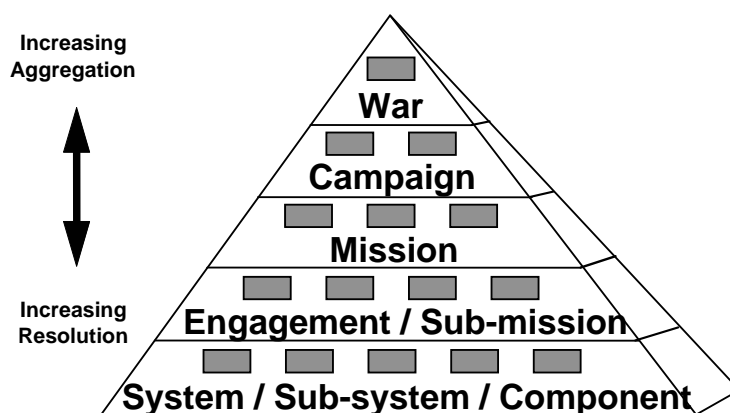 Increasing
Aggregation
War
Campaign
Mission
Increasing
Resolution
Engagement / Sub-mission
System / Sub-system / Component